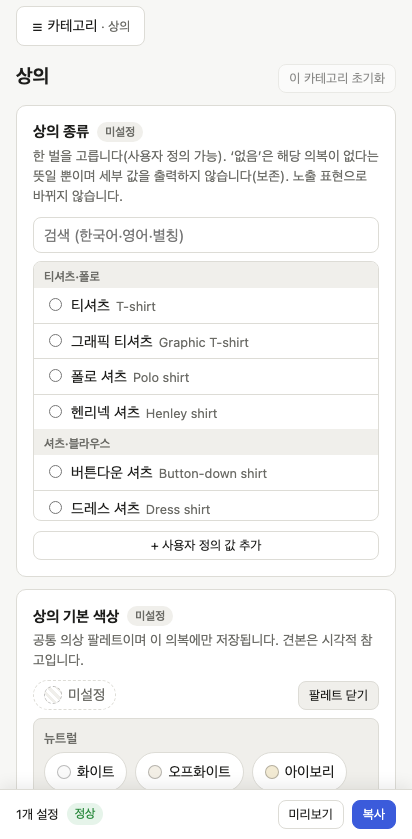 ≡ 카테고리 · 상의
상의
이 카테고리 초기화
상의 종류 미설정
한 벌을 고릅니다(사용자 정의 가능). ‘없음’은 해당 의복이 없다는
뜻일 뿐이며 세부 값을 출력하지 않습니다(보존). 노출 표현으로
바뀌지 않습니다.
검색 (한국어·영어·별칭)
티셔츠·폴로
티셔츠 T-shirt
그래픽 티셔츠 Graphic T-shirt
폴로 셔츠 Polo shirt
헨리넥 셔츠 Henley shirt
셔츠·블라우스
버튼다운 셔츠 Button-down shirt
드레스 셔츠 Dress shirt
+ 사용자 정의 값 추가
상의 기본 색상 미설정
공통 의상 팔레트이며 이 의복에만 저장됩니다. 견본은 시각적 참
고입니다.
미설정
팔레트 닫기
뉴트럴
화이트 오프화이트 아이보리
1개 설정 정상 미리보기 복사